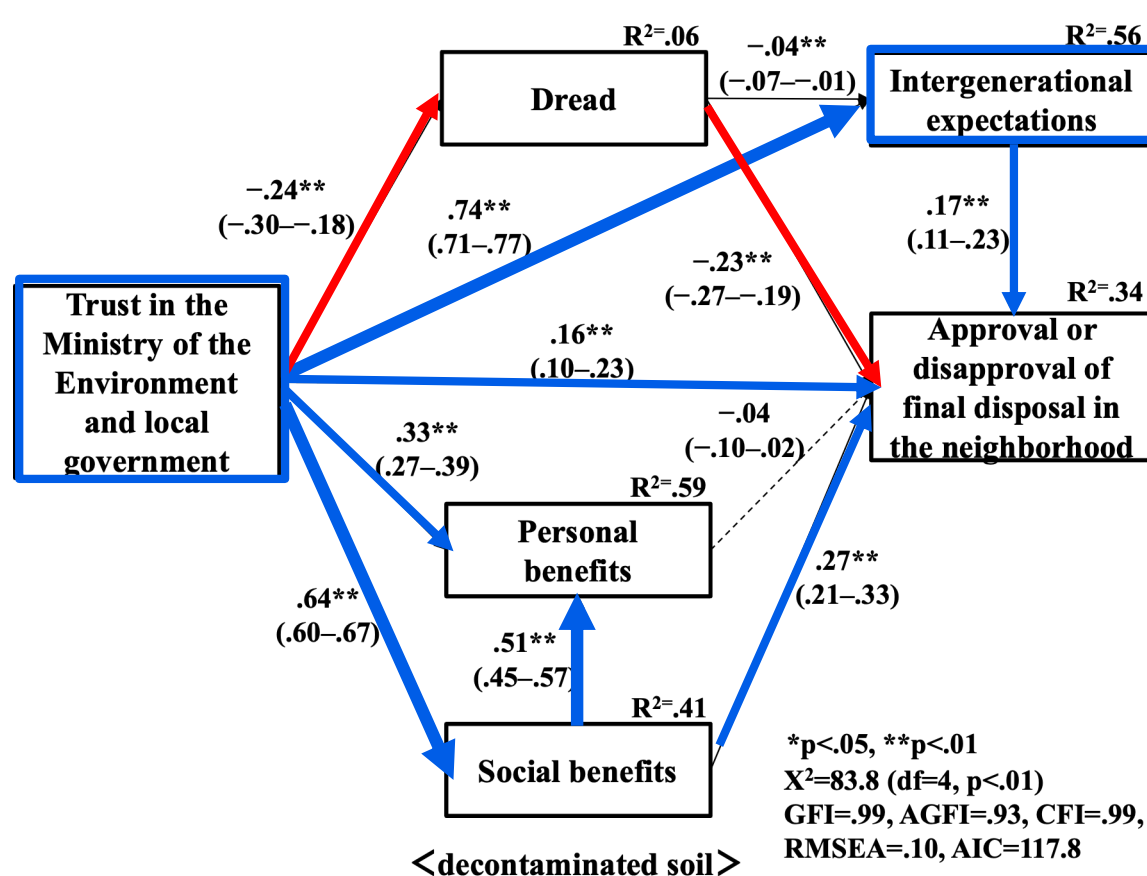 R²=.06
−.04**
(−.07–−.01)
R²=.56
Dread
Intergenerational
expectations
−.24**
(−.30–−.18)
.74**
(.71–.77)
.17**
(.11–.23)
−.23**
(−.27–−.19)
R²=.34
Trust in the
Ministry of the
Environment
and local
government
.16**
(.10–.23)
Approval or
disapproval of
final disposal in
the neighborhood
−.04
(−.10–.02)
.33**
(.27–.39)
R²=.59
Personal
benefits
.27**
(.21–.33)
.64**
(.60–.67)
.51**
(.45–.57)
R²=.41
Social benefits
*p<.05, **p<.01
X²=83.8 (df=4, p<.01)
GFI=.99, AGFI=.93, CFI=.99,
RMSEA=.10, AIC=117.8
<decontaminated soil>